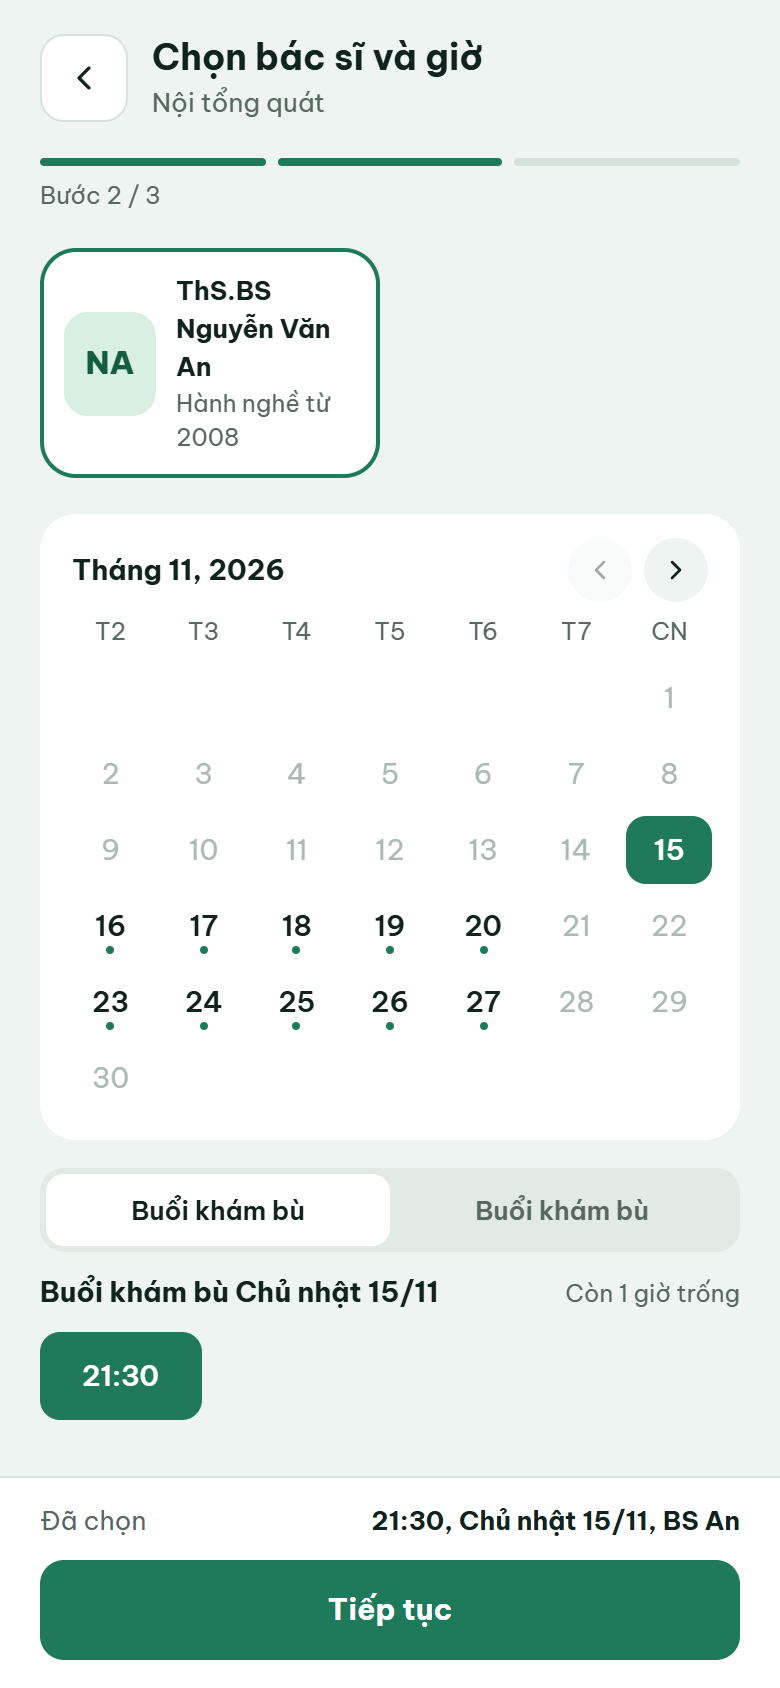 Chọn bác sĩ và giờ
Nội tổng quát
Bước 2 / 3
NA
ThS.BS
Nguyễn Văn
An
Hành nghề từ
2008
Tháng 11, 2026
T2 T3 T4 T5 T6 T7 CN
1
2 3 4 5 6 7 8
9 10 11 12 13 14 15
16 17 18 19 20 21 22
23 24 25 26 27 28 29
30
Buổi khám bù Buổi khám bù
Buổi khám bù Chủ nhật 15/11 Còn 1 giờ trống
21:30
Đã chọn 21:30, Chủ nhật 15/11, BS An
Tiếp tục